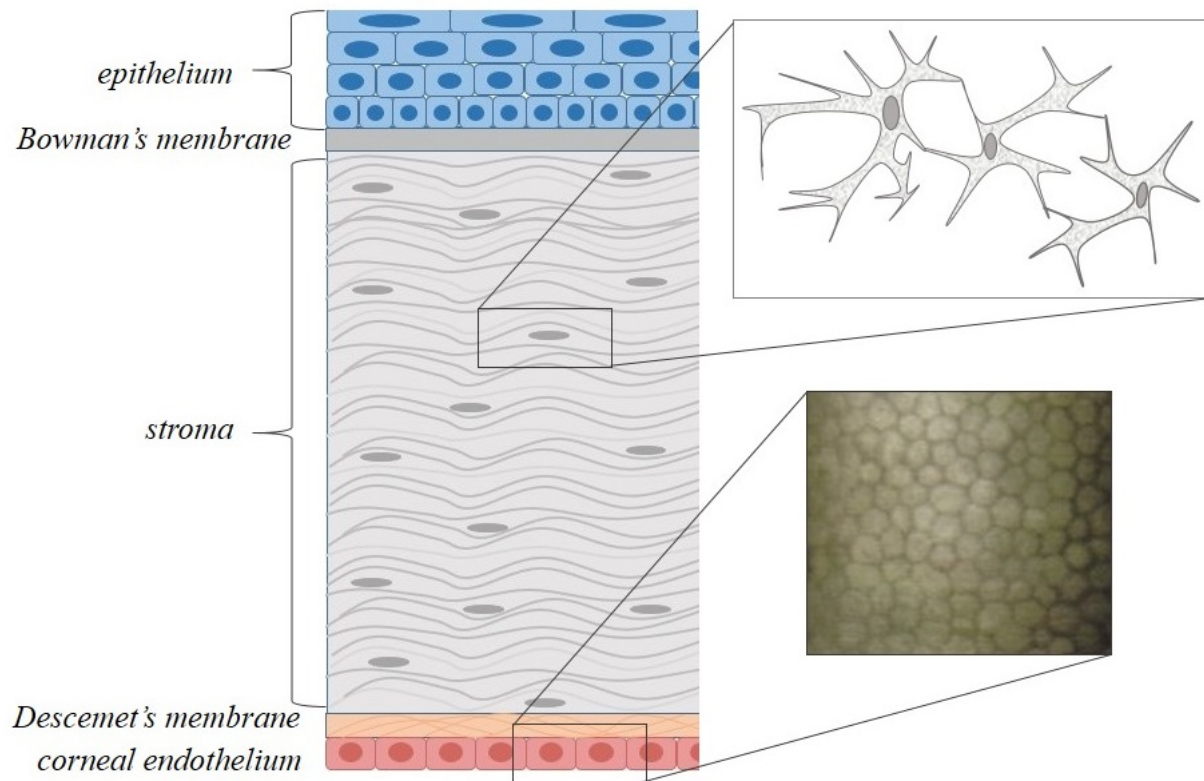 epithelium
Bowman's membrane
stroma
Descemet's membrane
corneal endothelium